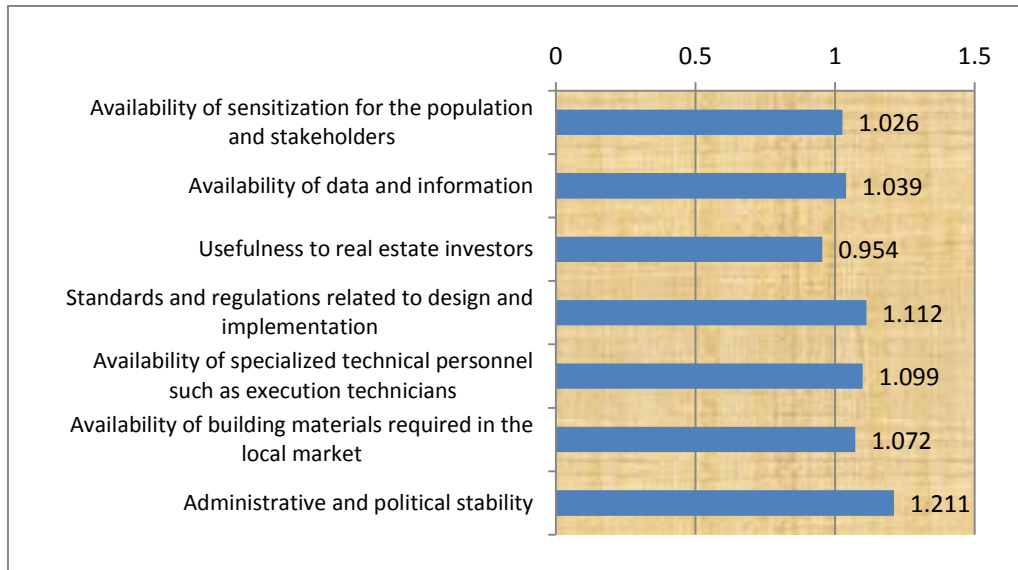 0 0.5 1 1.5
Availability of sensitization for the population
and stakeholders
1.026
Availability of data and information
1.039
Usefulness to real estate investors
0.954
Standards and regulations related to design and
implementation
1.112
Availability of specialized technical personnel
such as execution technicians
1.099
Availability of building materials required in the
local market
1.072
Administrative and political stability
1.211